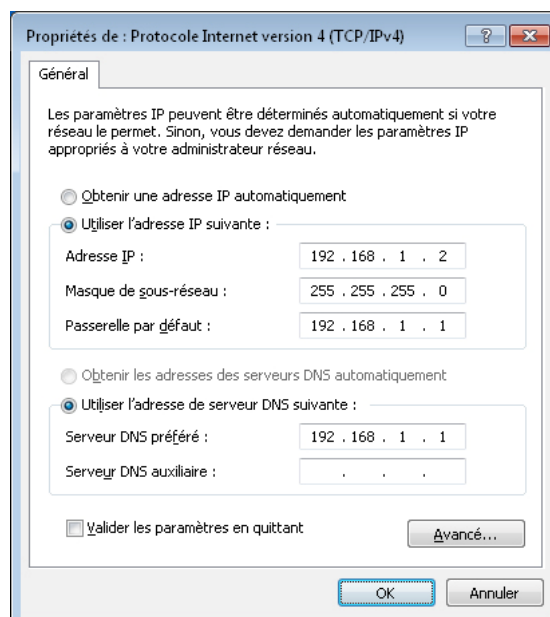 Propriétés de : Protocole Internet version 4 (TCP/IPv4)
Général
Les paramètres IP peuvent être déterminés automatiquement si votre
réseau le permet. Sinon, vous devez demander les paramètres IP
appropriés à votre administrateur réseau.
Obtenir une adresse IP automatiquement
Utiliser l'adresse IP suivante :
Adresse IP : 192 . 168 . 1 . 2
Masque de sous-réseau : 255 . 255 . 255 . 0
Passerelle par défaut : 192 . 168 . 1 . 1
Obtenir les adresses des serveurs DNS automatiquement
Utiliser l'adresse de serveur DNS suivante :
Serveur DNS préféré : 192 . 168 . 1 . 1
Serveur DNS auxiliaire : . . .
Valider les paramètres en quittant
Avancé...
OK Annuler